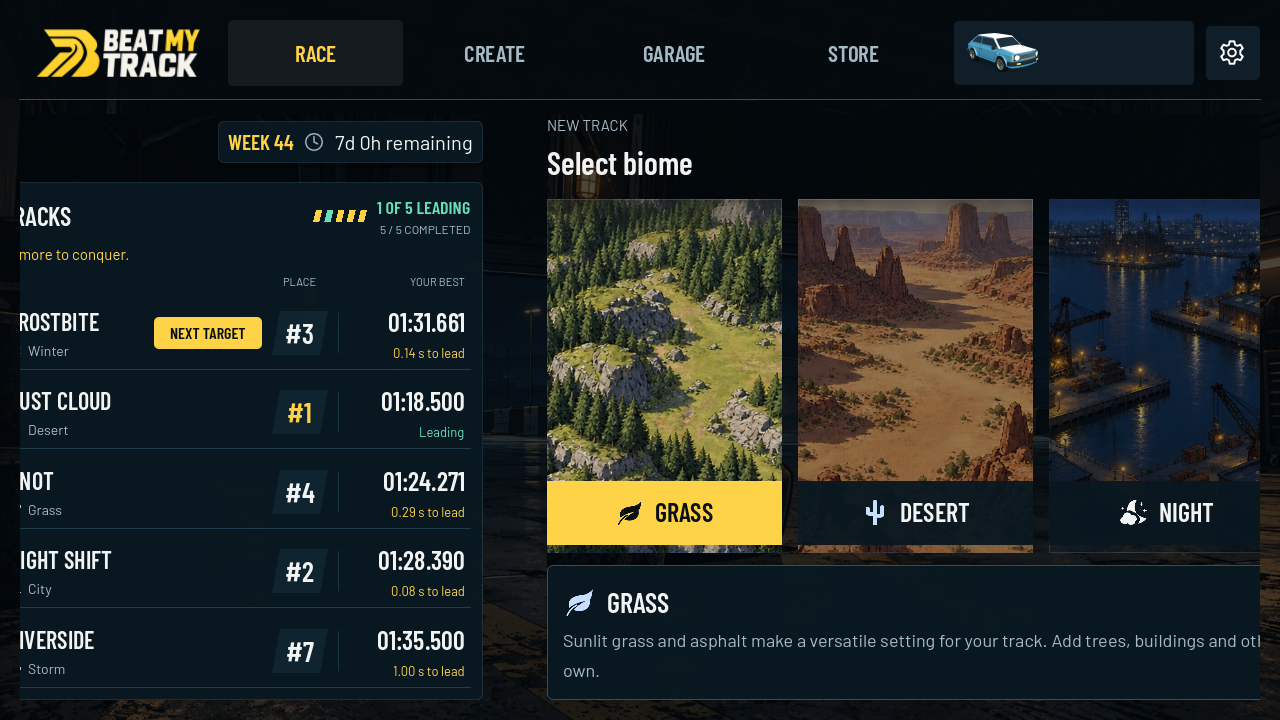 BEATMY
TRACK
RACE
CREATE
GARAGE
STORE
WEEK 44
7d 0h remaining
RACKS
1 OF 5 LEADING
5 / 5 COMPLETED
more to conquer.
PLACE
YOUR BEST
ROSTBITE
Winter
NEXT TARGET
#3
01:31.661
0.14 s to lead
UST CLOUD
Desert
#1
01:18.500
Leading
NOT
Grass
#4
01:24.271
0.29 s to lead
IGHT SHIFT
City
#2
01:28.390
0.08 s to lead
IVERSIDE
Storm
#7
01:35.500
1.00 s to lead
NEW TRACK
Select biome
GRASS
DESERT
NIGHT
GRASS
Sunlit grass and asphalt make a versatile setting for your track. Add trees, buildings and
own.